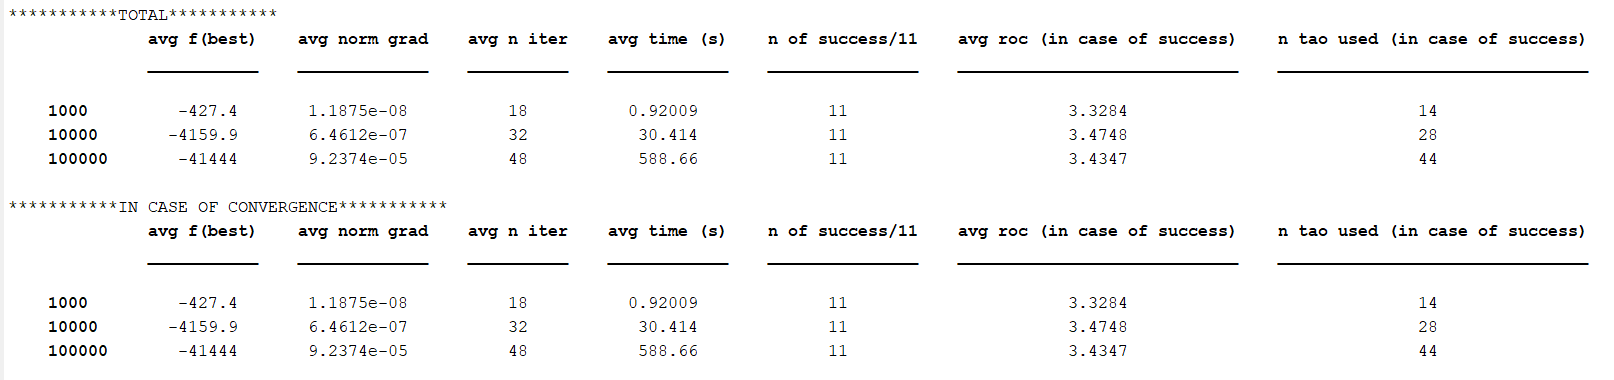 ***********TOTAL***********
avg f(best) avg norm grad avg n iter avg time (s) n of success/11 avg roc (in case of success) n tao used (in case of success)
1000 -427.4 1.1875e-08 18 0.92009 11 3.3284 14
10000 -4159.9 6.4612e-07 32 30.414 11 3.4748 28
100000 -41444 9.2374e-05 48 588.66 11 3.4347 44
***********IN CASE OF CONVERGENCE***********
avg f(best) avg norm grad avg n iter avg time (s) n of success/11 avg roc (in case of success) n tao used (in case of success)
1000 -427.4 1.1875e-08 18 0.92009 11 3.3284 14
10000 -4159.9 6.4612e-07 32 30.414 11 3.4748 28
100000 -41444 9.2374e-05 48 588.66 11 3.4347 44